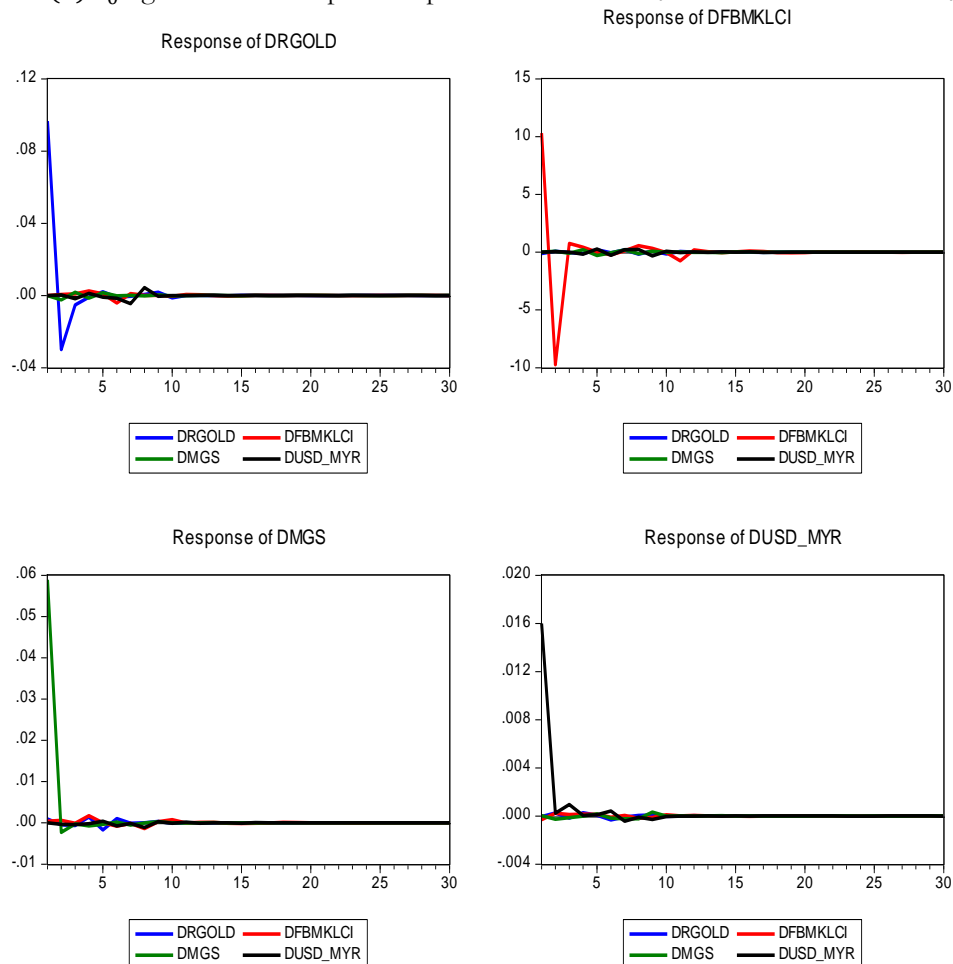 Response of DFBMKLCI
Response of DRGOLD
.12
.08
.04
.00
-.04
5 10 15 20 25 30
DRGOLD DFBMKLCI
DMGS DUSD_MYR
15
10
5
0
-5
-10
5 10 15 20 25 30
DRGOLD DFBMKLCI
DMGS DUSD_MYR
Response of DMGS
.06
.05
.04
.03
.02
.01
.00
-.01
5 10 15 20 25 30
DRGOLD DFBMKLCI
DMGS DUSD_MYR
Response of DUSD_MYR
.020
.016
.012
.008
.004
.000
-.004
5 10 15 20 25 30
DRGOLD DFBMKLCI
DMGS DUSD_MYR